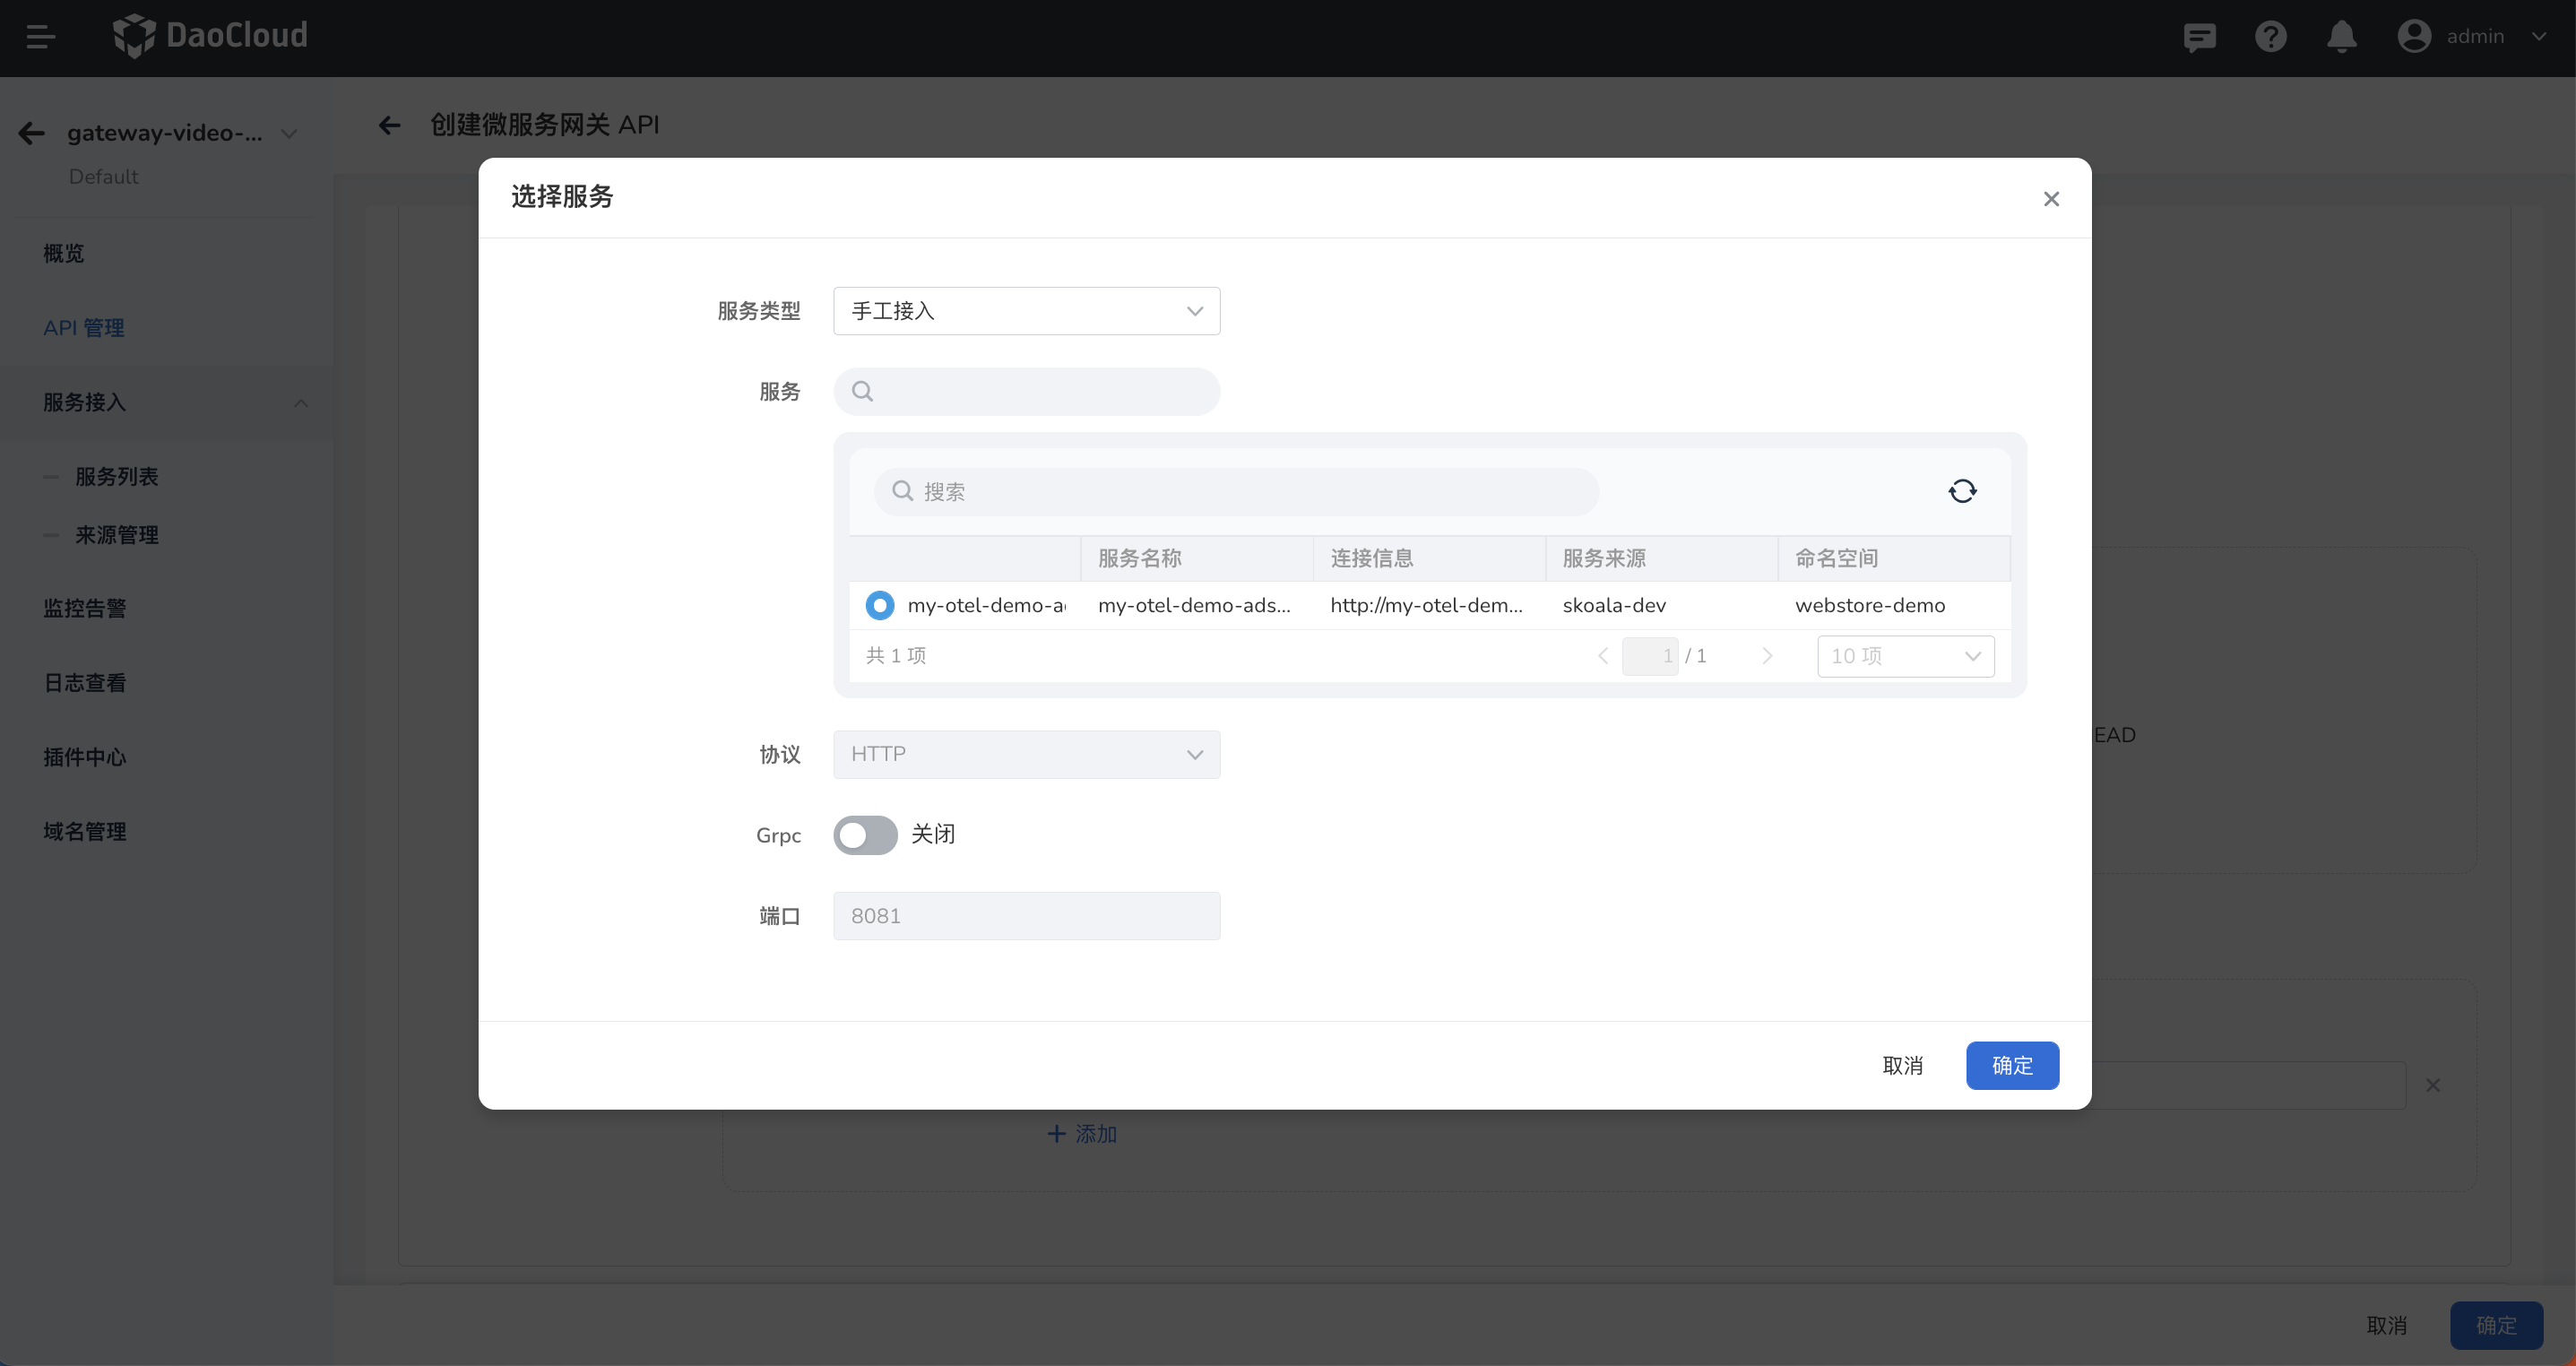 DaoCloud
admin
gateway-video-...
Default
创建微服务网关 API
概览
API 管理
服务接入
服务列表
来源管理
监控告警
日志查看
插件中心
域名管理
选择服务
服务类型
手工接入
服务
搜索
服务名称 连接信息 服务来源 命名空间
my-otel-demo-a my-otel-demo-ads... http://my-otel-dem... skoala-dev webstore-demo
共 1 项
1 / 1
10 项
协议
HTTP
Grpc
关闭
端口
8081
取消
确定
EAD
添加
取消
确定